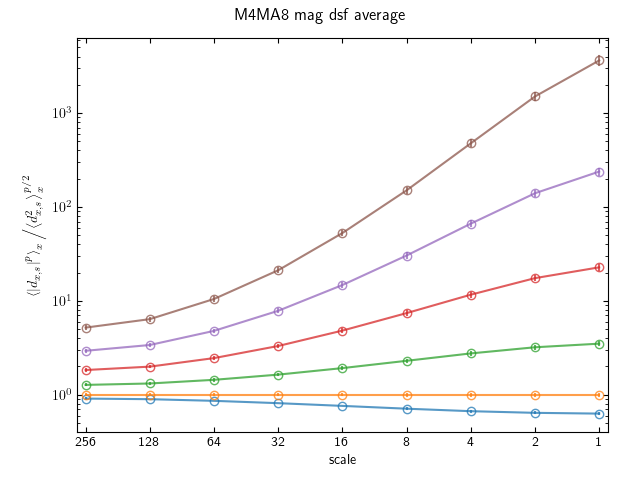 M4MA8 mag dsf average
⟨|d_{x,s}|^p⟩_x / ⟨d_{x,s}^2⟩_x^{p/2}
10^3
10^2
10^1
10^0
256 128 64 32 16 8 4 2 1
scale